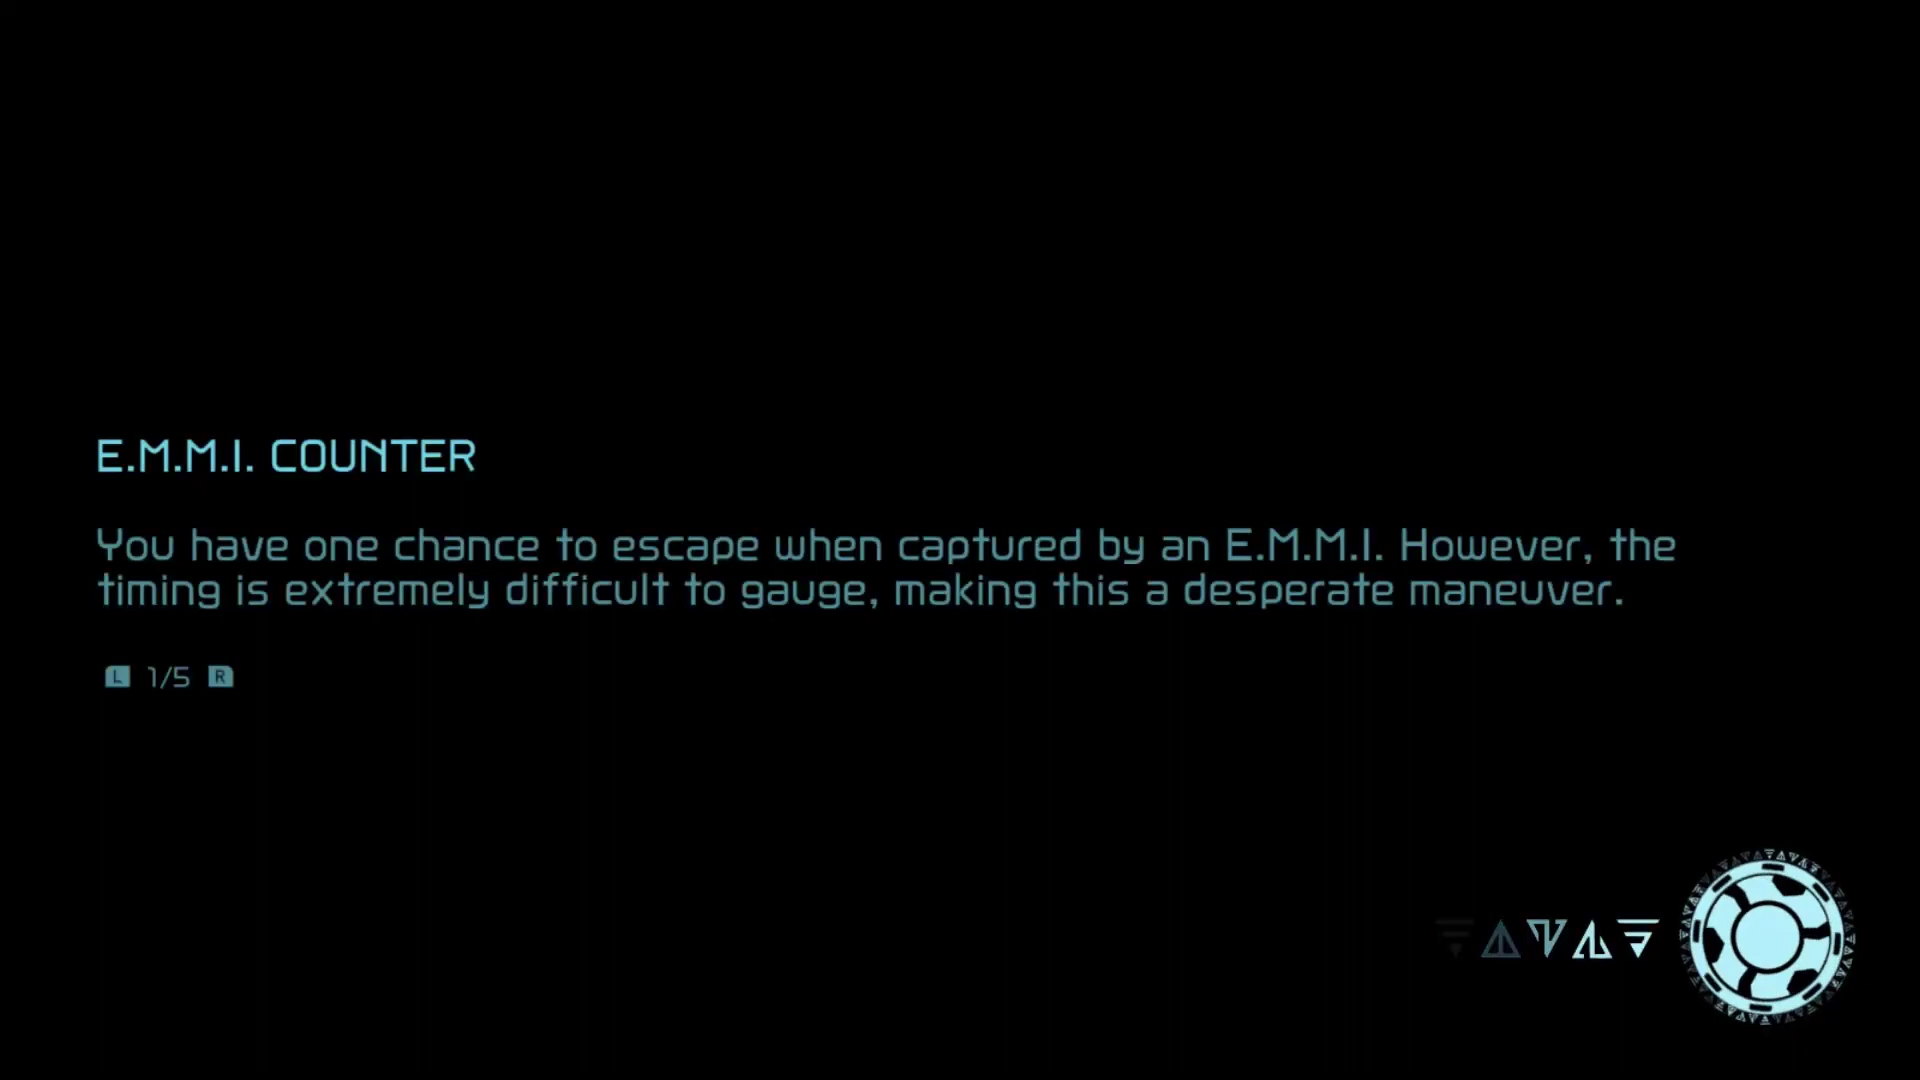 E.M.M.I. COUNTER
You have one chance to escape when captured by an E.M.M.I. However, the
timing is extremely difficult to gauge, making this a desperate maneuver.
L 1/5 R